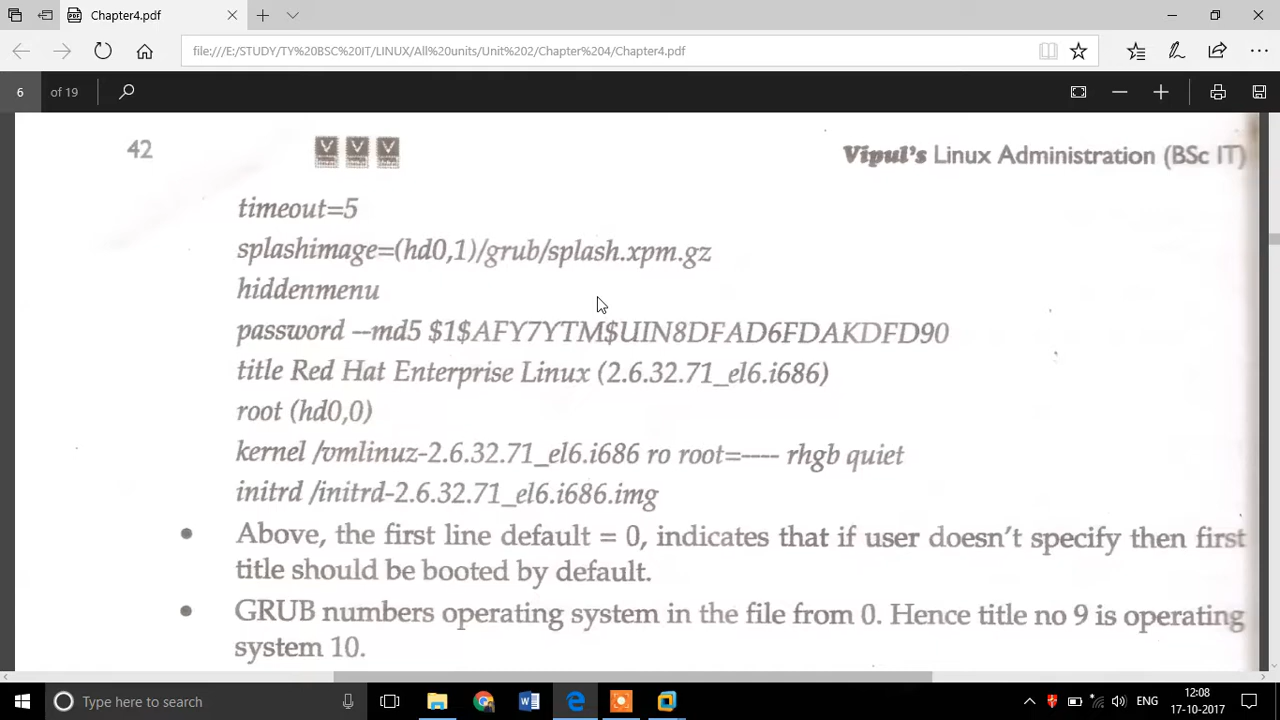 Chapter4.pdf
file:///E:/STUDY/TY%20BSC%20IT/LINUX/All%20units/Unit%202/Chapter%204/Chapter4.pdf
6 of 19
42 Vipul's Linux Administration (BSc IT)
timeout=5
splashimage=(hd0,1)/grub/splash.xpm.gz
hiddenmenu
password --md5 $1$AFY7YTM$UIN8DFAD6FDAKDFD90
title Red Hat Enterprise Linux (2.6.32.71_el6.i686)
root (hd0,0)
kernel /vmlinuz-2.6.32.71_el6.i686 ro root=---- rhgb quiet
initrd /initrd-2.6.32.71_el6.i686.img
Above, the first line default = 0, indicates that if user doesn't specify then first
title should be booted by default.
GRUB numbers operating system in the file from 0. Hence title no 9 is operating
system 10.
Type here to search
ENG
12:08
17-10-2017